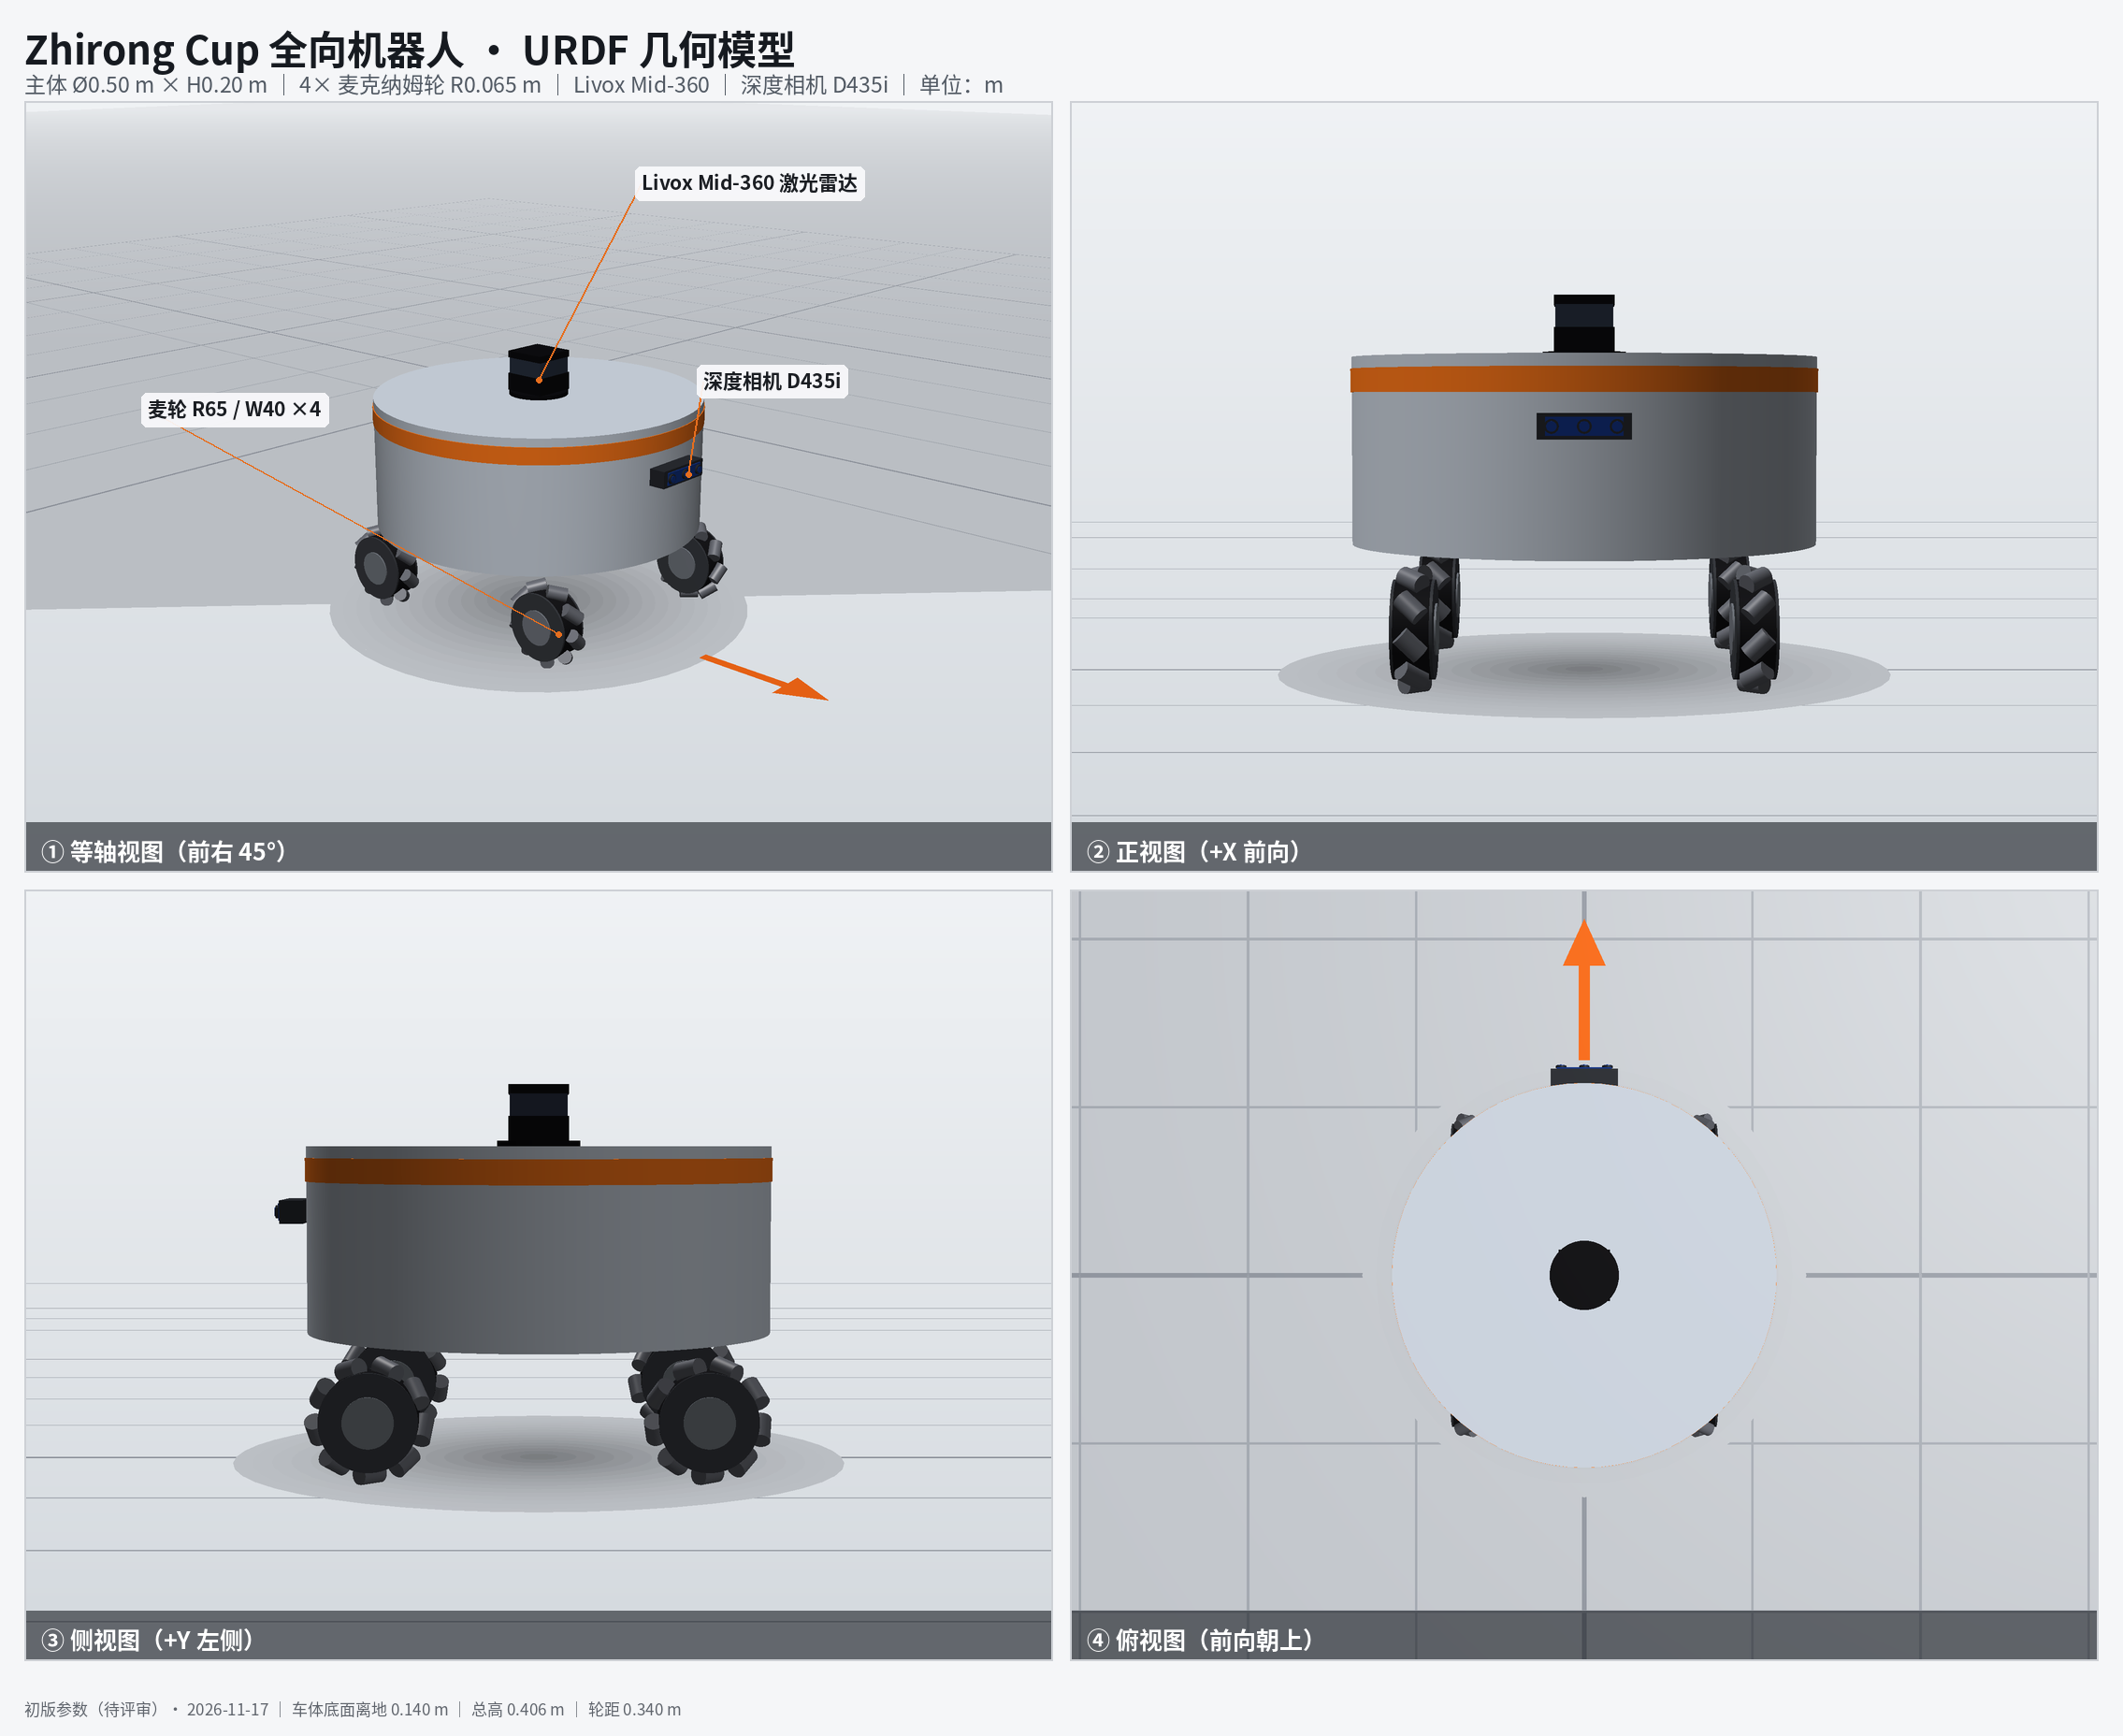 Zhirong Cup 全向机器人 · URDF 几何模型
主体 Ø0.50 m × H0.20 m ｜ 4× 麦克纳姆轮 R0.065 m ｜ Livox Mid-360 ｜ 深度相机 D435i ｜ 单位：m
Livox Mid-360 激光雷达
深度相机 D435i
麦轮 R65 / W40 ×4
① 等轴视图（前右 45°）
② 正视图（+X 前向）
③ 侧视图（+Y 左侧）
④ 俯视图（前向朝上）
初版参数（待评审）· 2026-11-17 ｜ 车体底面离地 0.140 m ｜ 总高 0.406 m ｜ 轮距 0.340 m